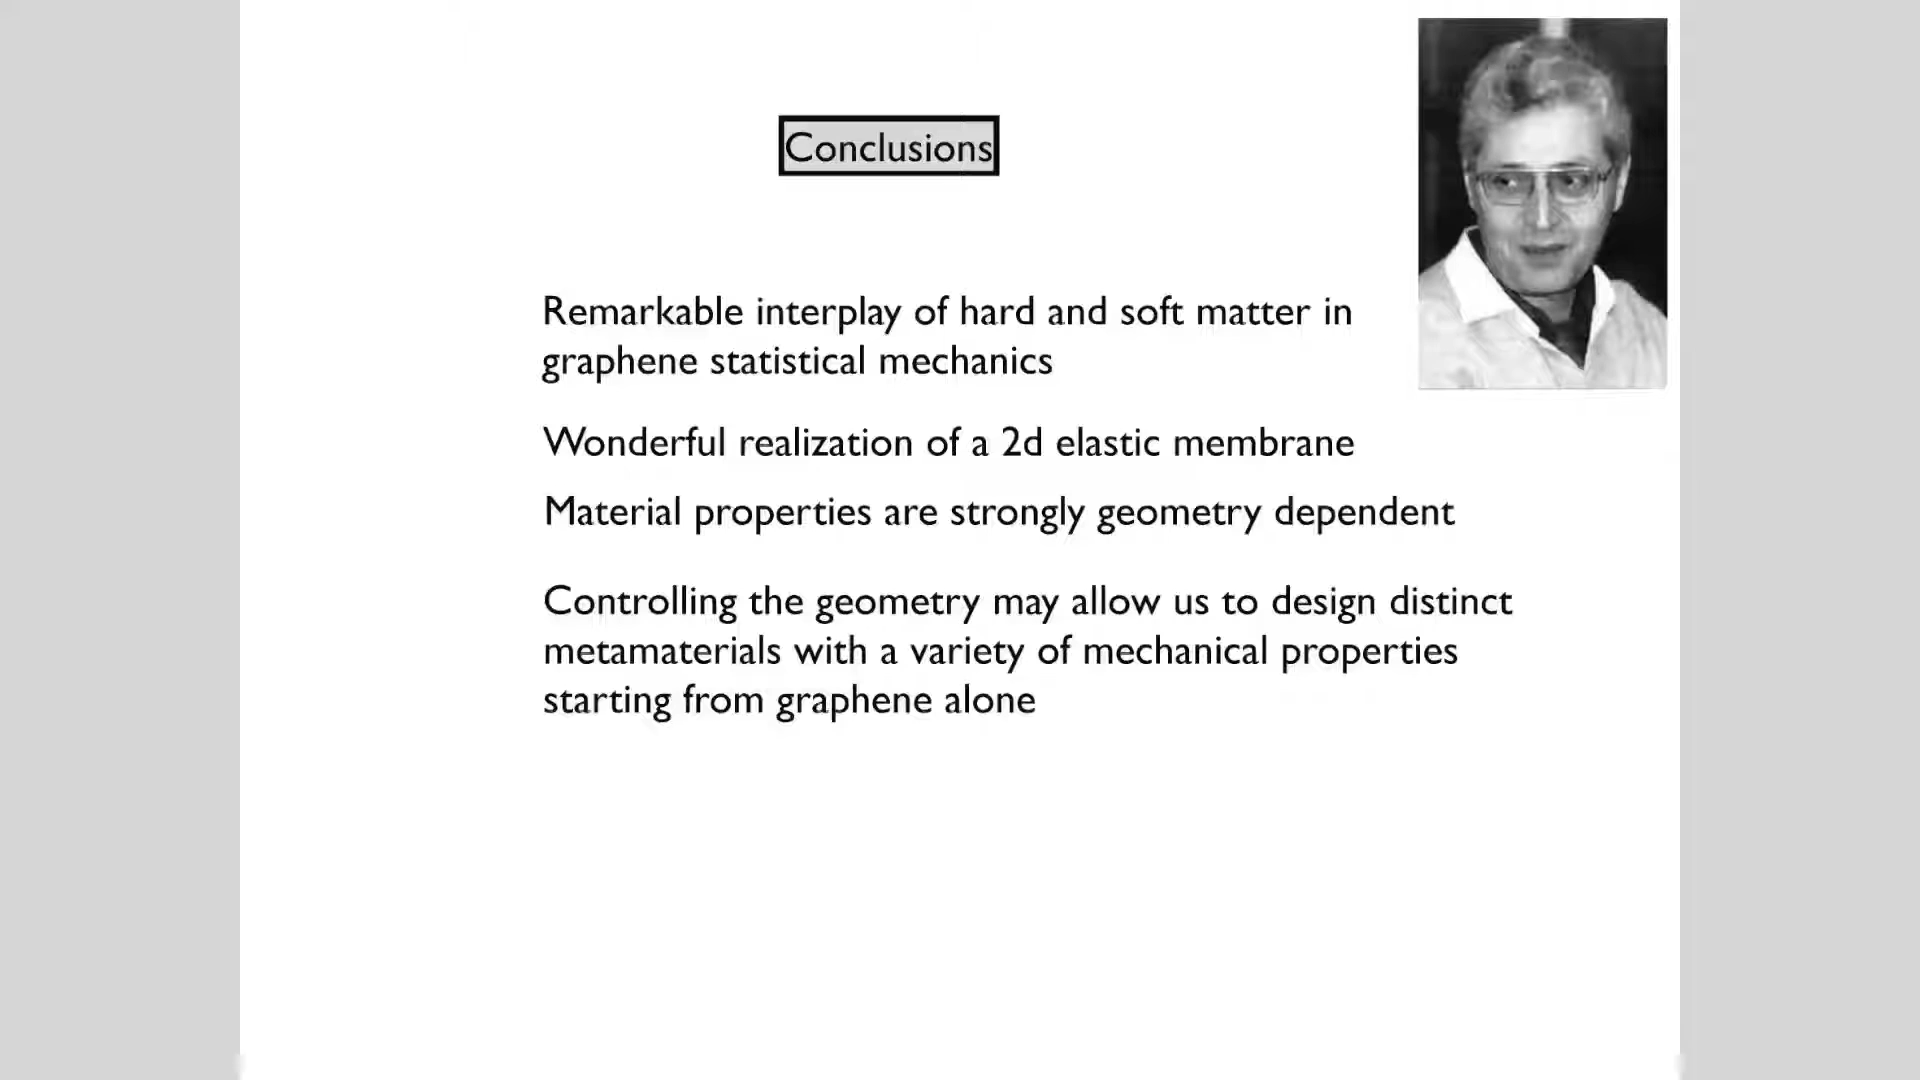 Conclusions
Remarkable interplay of hard and soft matter in
graphene statistical mechanics
Wonderful realization of a 2d elastic membrane
Material properties are strongly geometry dependent
Controlling the geometry may allow us to design distinct
metamaterials with a variety of mechanical properties
starting from graphene alone